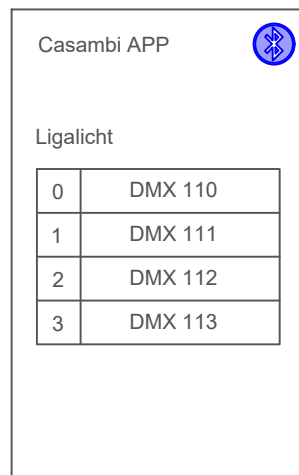 Casambi APP
Ligalicht
0 DMX 110
1 DMX 111
2 DMX 112
3 DMX 113